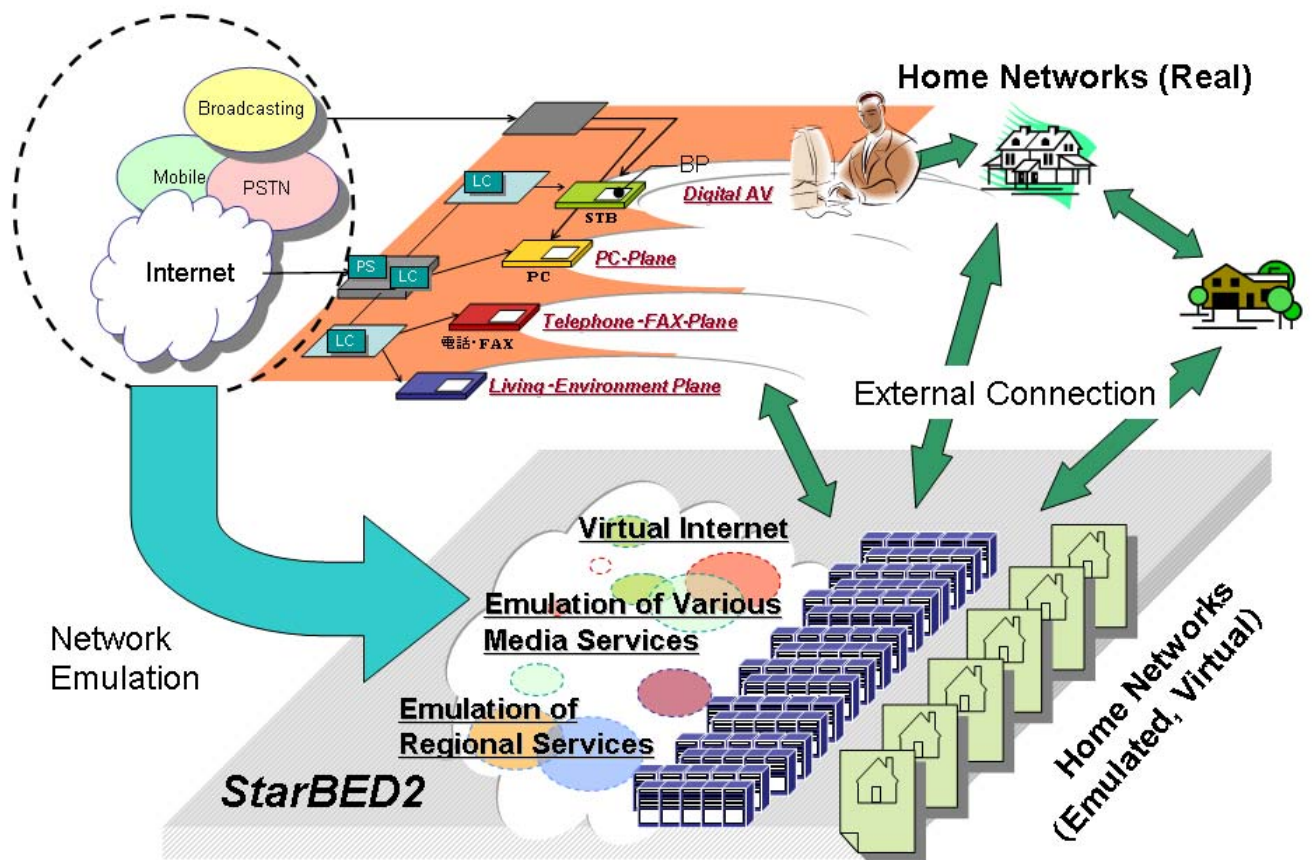 Home Networks (Real)
Broadcasting
Mobile
PSTN
Internet
BP
LC
Digital AV
STB
PS
LC
PC
PC-Plane
LC
Telephone-FAX-Plane
電話・FAX
Living-Environment Plane
External Connection
Virtual Internet
Emulation of Various
Media Services
Network
Emulation
Emulation of
Regional Services
StarBED2
Home Networks
(Emulated, Virtual)